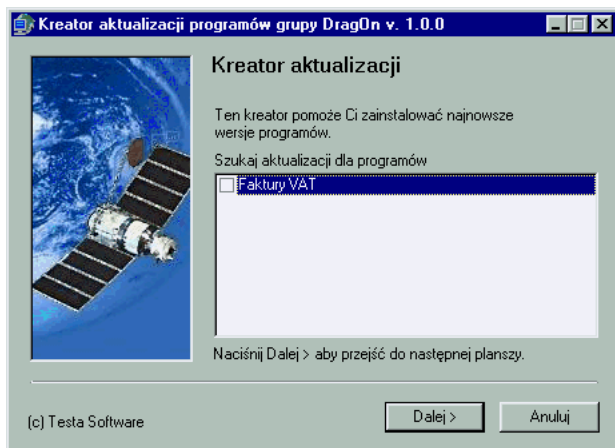 Kreator aktualizacji programów grupy DragOn v. 1.0.0
Kreator aktualizacji
Ten kreator pomoże Ci zainstalować najnowsze
wersje programów.
Szukaj aktualizacji dla programów
Faktury VAT
Naciśnij Dalej > aby przejść do następnej planszy.
(c) Testa Software
Dalej >
Anuluj